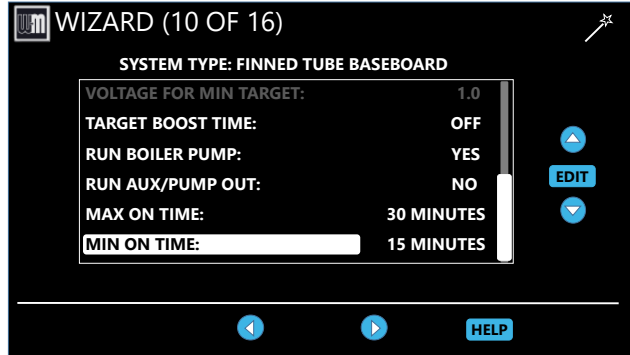 WM WIZARD (10 OF 16)
SYSTEM TYPE: FINNED TUBE BASEBOARD
VOLTAGE FOR MIN TARGET: 1.0
TARGET BOOST TIME: OFF
RUN BOILER PUMP: YES
RUN AUX/PUMP OUT: NO
EDIT
MAX ON TIME: 30 MINUTES
MIN ON TIME: 15 MINUTES
HELP